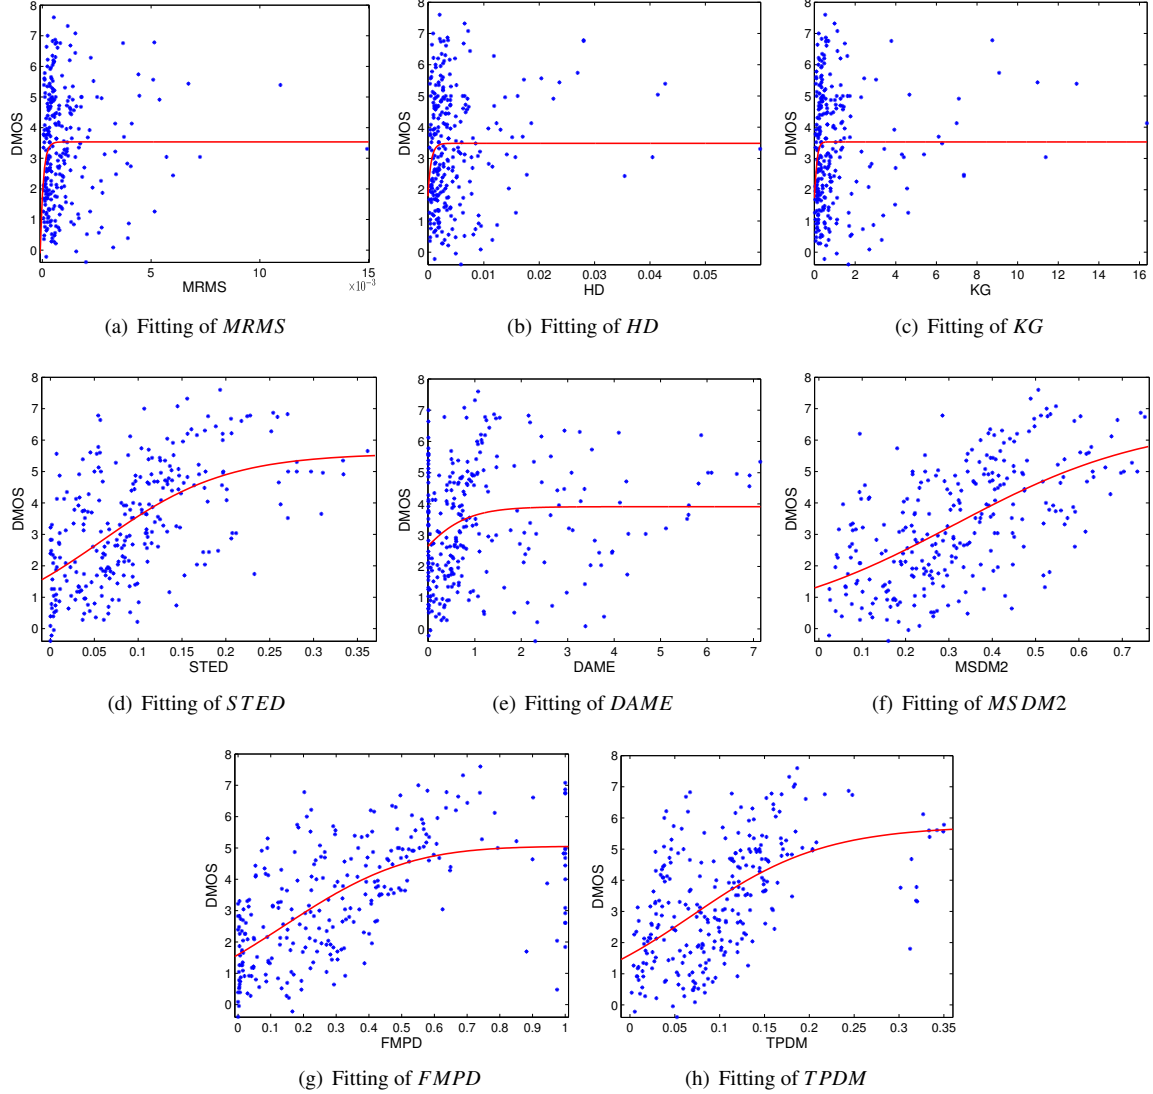 8
7
6
5
4
3
2
1
0
DMOS
0 5 10 15
MRMS ×10⁻³
(a) Fitting of MRMS
8
7
6
5
4
3
2
1
0
DMOS
0 0.01 0.02 0.03 0.04 0.05
HD
(b) Fitting of HD
8
7
6
5
4
3
2
1
0
DMOS
0 2 4 6 8 10 12 14 16
KG
(c) Fitting of KG
8
7
6
5
4
3
2
1
0
DMOS
0 0.05 0.1 0.15 0.2 0.25 0.3 0.35
STED
(d) Fitting of STED
8
7
6
5
4
3
2
1
0
DMOS
0 1 2 3 4 5 6 7
DAME
(e) Fitting of DAME
8
7
6
5
4
3
2
1
0
DMOS
0 0.1 0.2 0.3 0.4 0.5 0.6 0.7
MSDM2
(f) Fitting of MSDM2
8
7
6
5
4
3
2
1
0
DMOS
0 0.1 0.2 0.3 0.4 0.5 0.6 0.7 0.8 0.9 1
FMPD
(g) Fitting of FMPD
8
7
6
5
4
3
2
1
0
DMOS
0 0.05 0.1 0.15 0.2 0.25 0.3 0.35
TPDM
(h) Fitting of TPDM